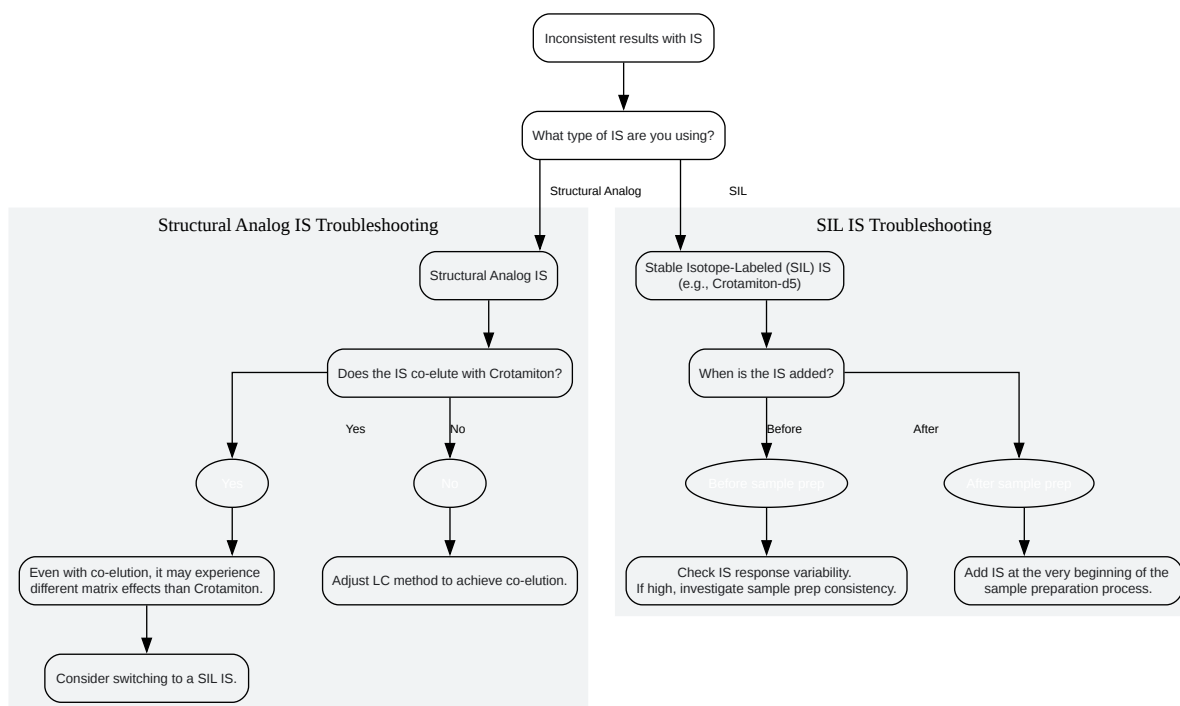 Inconsistent results with IS
What type of IS are you using?
Structural Analog
SIL
Structural Analog IS Troubleshooting
SIL IS Troubleshooting
Structural Analog IS
Stable Isotope-Labeled (SIL) IS
(e.g., Crotamiton-d5)
Does the IS co-elute with Crotamiton?
When is the IS added?
Yes
No
Before
After
Yes
No
Before sample prep
After sample prep
Even with co-elution, it may experience
different matrix effects than Crotamiton.
Adjust LC method to achieve co-elution.
Check IS response variability.
If high, investigate sample prep consistency.
Add IS at the very beginning of the
sample preparation process.
Consider switching to a SIL IS.